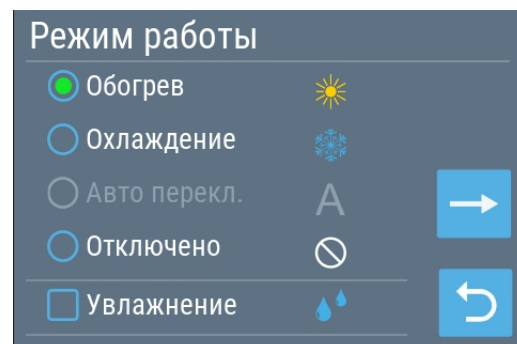 Режим работы
Обогрев
Охлаждение
Авто перекл. A
Отключено
Увлажнение